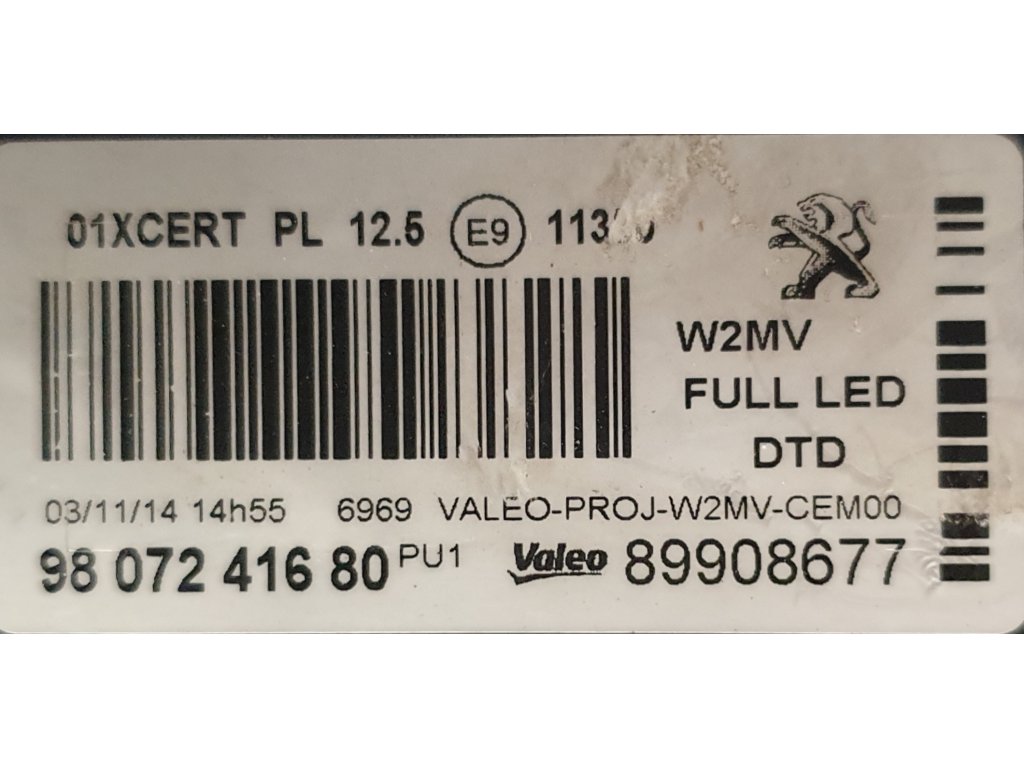 01XCERT PL 12.5 E9
W2MV
FULL LED
DTD
03/11/14 14h55 6969 VALEO-PROJ-W2MV-CEM00
98 072 416 80 PU1 Valeo 89908677